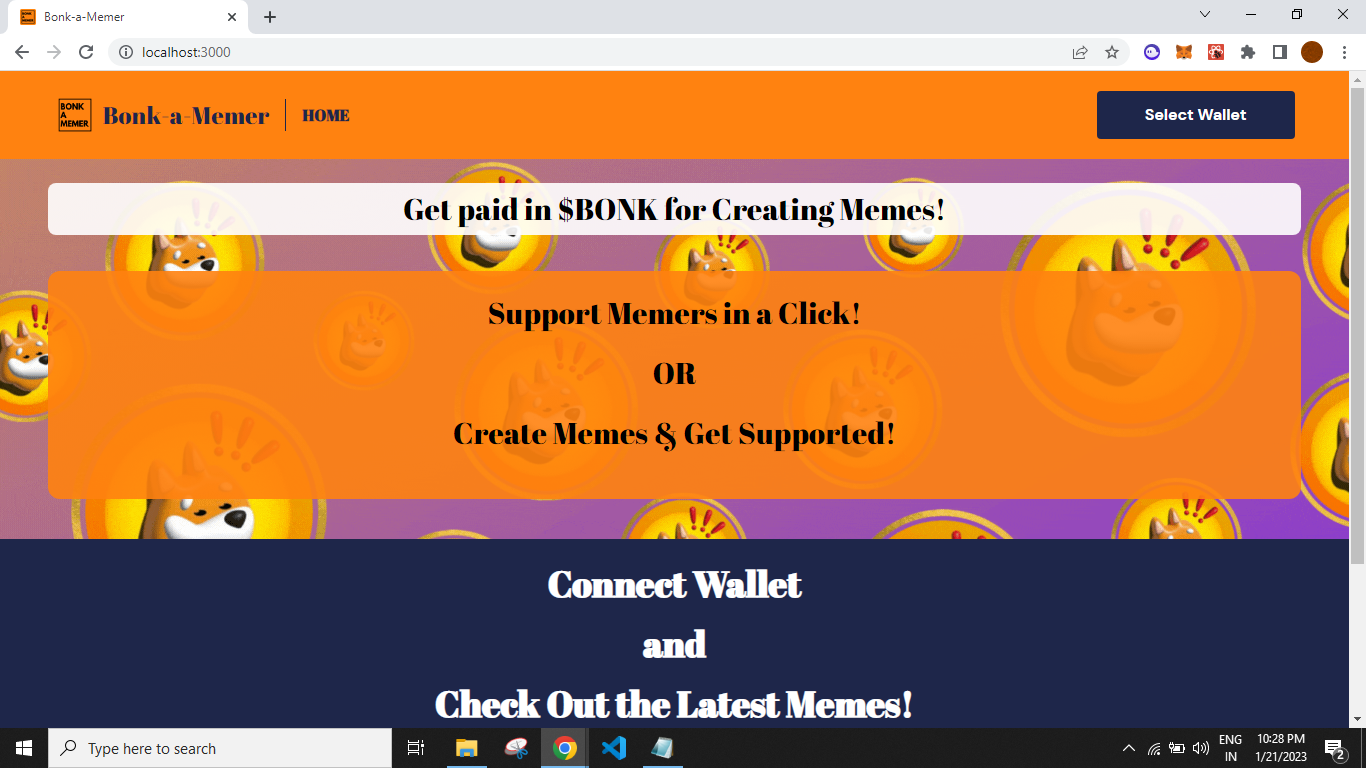 Bonk-a-Memer
localhost:3000
BONK
A
MEMER
Bonk-a-Memer
HOME
Select Wallet
Get paid in $BONK for Creating Memes!
Support Memers in a Click!
OR
Create Memes & Get Supported!
Connect Wallet
and
Check Out the Latest Memes!
Type here to search
ENG
IN
10:28 PM
1/21/2023
2